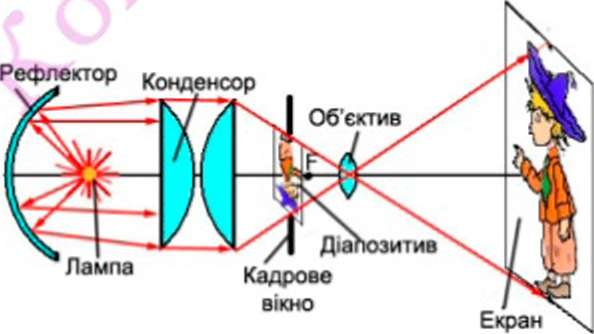 Рефлектор
Конденсор
Об’єктив
F
Лампа
Кадрове
вікно
Діапозитив
Екран